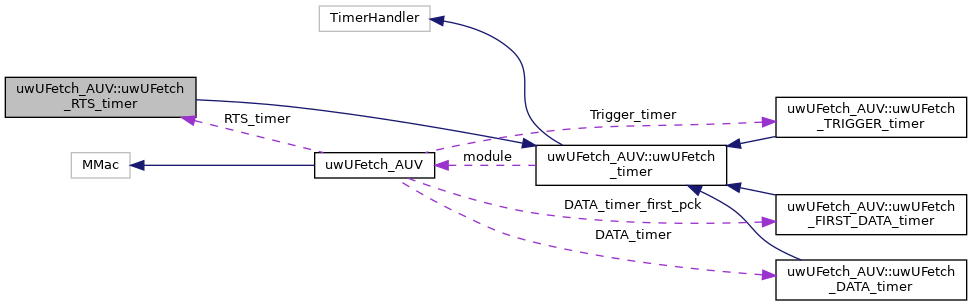 TimerHandler
uwUFetch_AUV::uwUFetch
_RTS_timer
RTS_timer
Trigger_timer
uwUFetch_AUV::uwUFetch
_TRIGGER_timer
MMac
uwUFetch_AUV
module
uwUFetch_AUV::uwUFetch
_timer
DATA_timer_first_pck
uwUFetch_AUV::uwUFetch
_FIRST_DATA_timer
DATA_timer
uwUFetch_AUV::uwUFetch
_DATA_timer